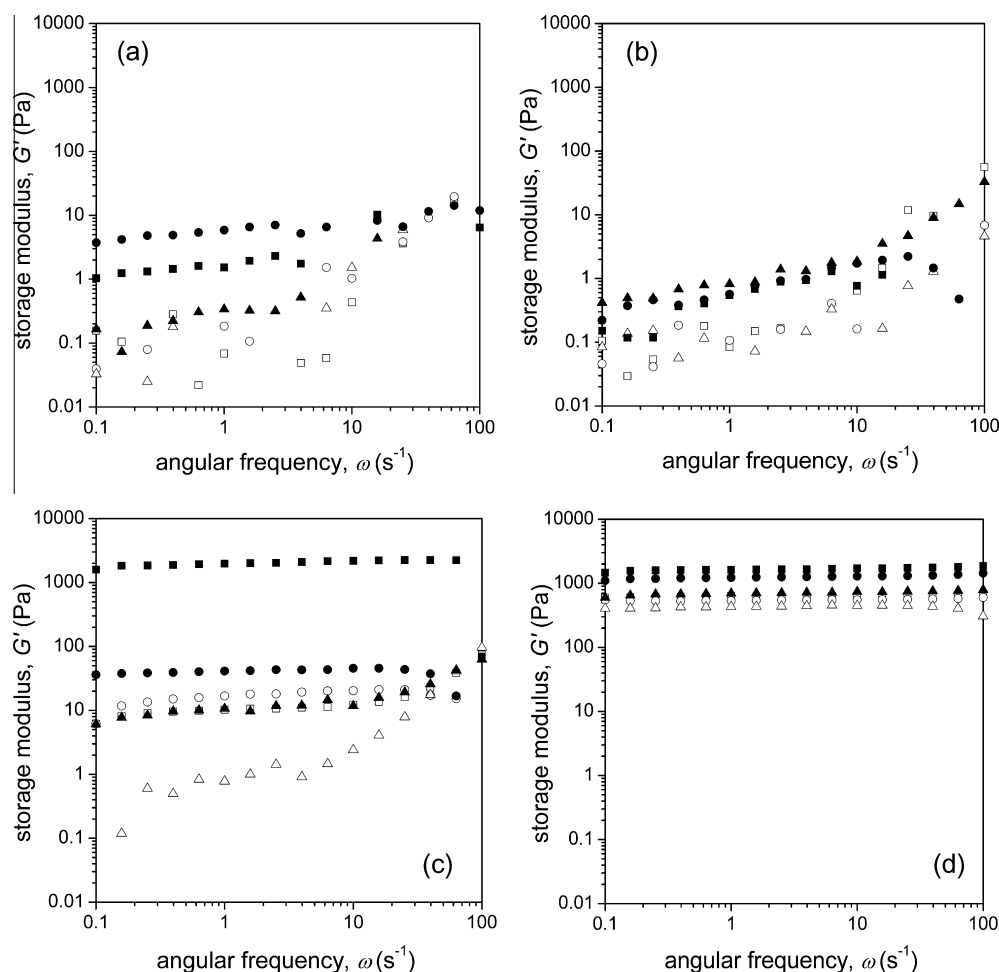 (a)
10000
1000
100
10
1
0.1
0.01
storage modulus, G′ (Pa)
0.1 1 10 100
angular frequency, ω (s⁻¹)
(b)
10000
1000
100
10
1
0.1
0.01
storage modulus, G′ (Pa)
0.1 1 10 100
angular frequency, ω (s⁻¹)
(c)
10000
1000
100
10
1
0.1
0.01
storage modulus, G′ (Pa)
0.1 1 10 100
angular frequency, ω (s⁻¹)
(d)
10000
1000
100
10
1
0.1
0.01
storage modulus, G′ (Pa)
0.1 1 10 100
angular frequency, ω (s⁻¹)